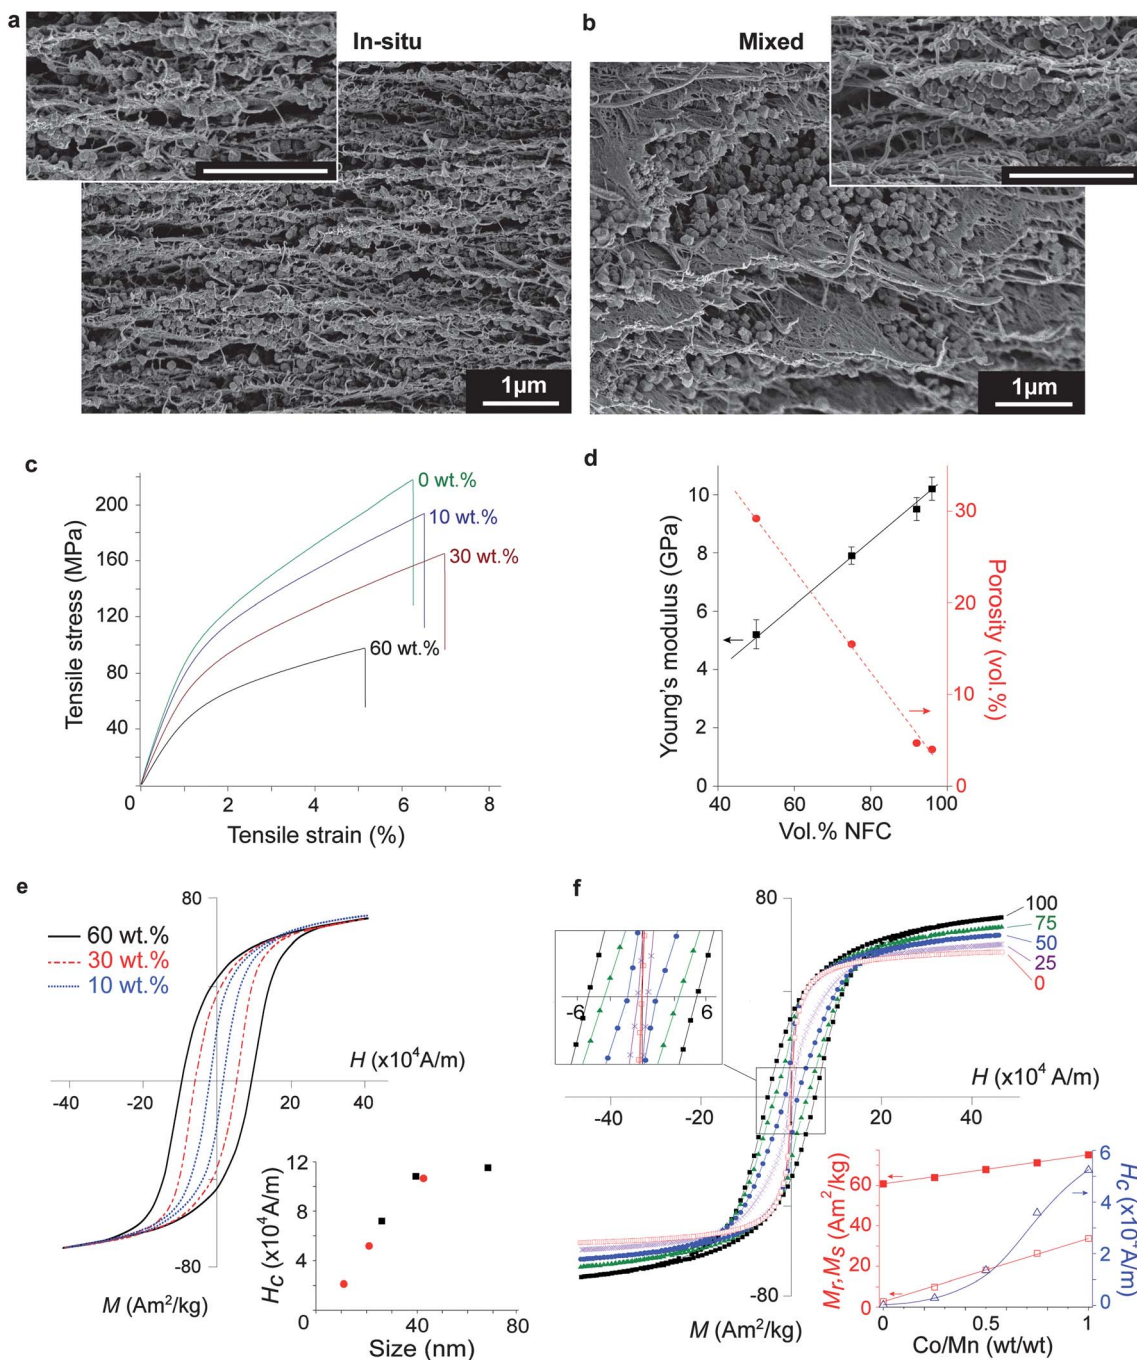 a
In-situ
b
Mixed
1μm
1μm
c
Tensile stress (MPa)
200
160
120
80
40
0
0 wt.%
10 wt.%
30 wt.%
60 wt.%
2
4
6
8
Tensile strain (%)
d
Young's modulus (GPa)
10
8
6
4
2
0
40
60
80
100
Vol.% NFC
30
20
10
0
Porosity (vol.%)
e
80
60 wt.%
30 wt.%
10 wt.%
H (x10⁴A/m)
-40
-20
20
40
-80
M (Am²/kg)
Hc (x10⁴A/m)
12
8
4
0
40
80
Size (nm)
f
80
100
75
50
25
0
-6
6
H (x10⁴ A/m)
-40
-20
20
40
-80
M (Am²/kg)
Mr,Ms (Am²/kg)
60
40
20
0
6
4
2
0
Hc (x10⁴A/m)
0
0.5
1
Co/Mn (wt/wt)